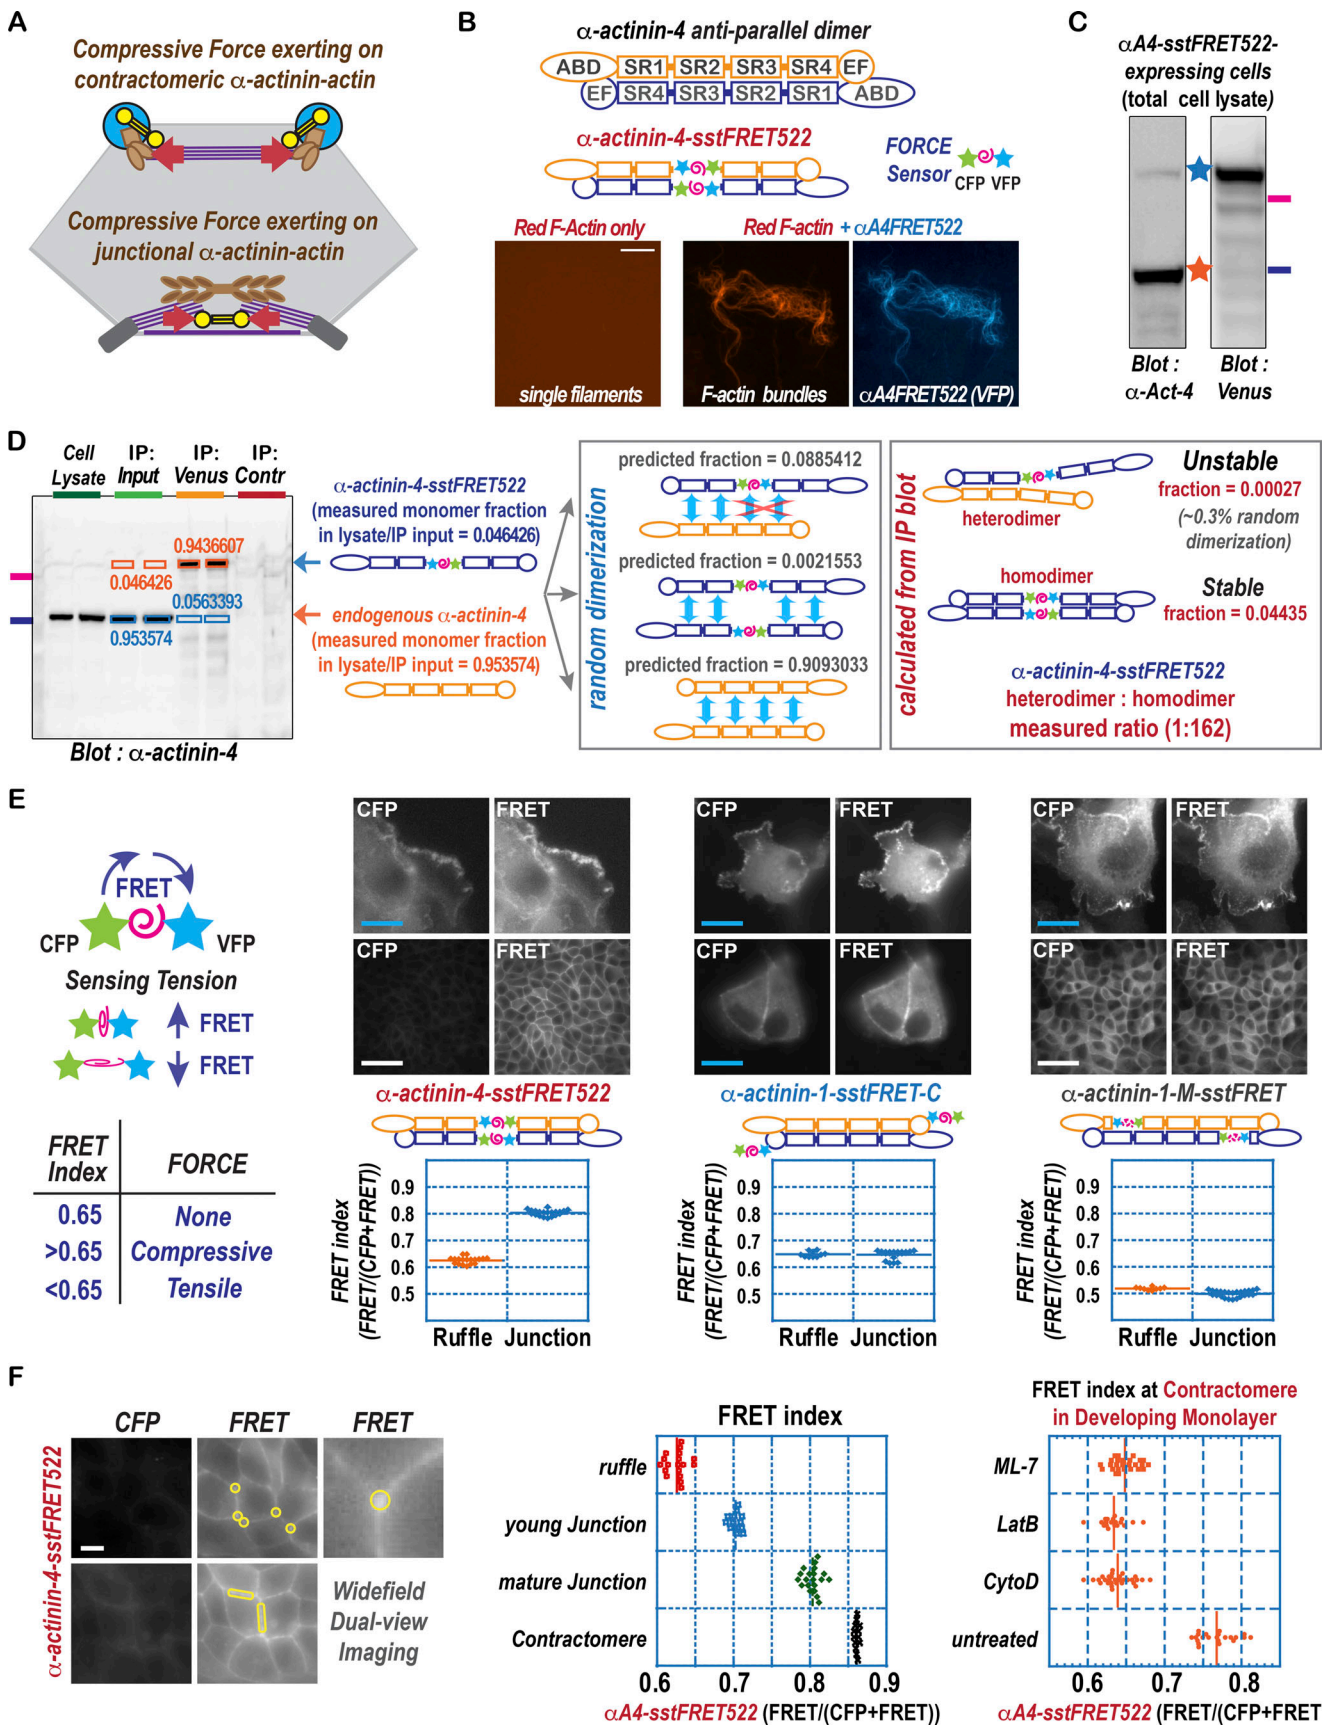 A
Compressive Force exerting on
contractomeric α-actinin-actin
Compressive Force exerting on
junctional α-actinin-actin
B
α-actinin-4 anti-parallel dimer
ABD SR1 SR2 SR3 SR4 EF
EF SR4 SR3 SR2 SR1 ABD
α-actinin-4-sstFRET522
FORCE
Sensor
CFP VFP
Red F-Actin only
Red F-actin + αA4FRET522
single filaments
F-actin bundles
αA4FRET522 (VFP)
C
αA4-sstFRET522-
expressing cells
(total cell lysate)
Blot :
α-Act-4
Blot :
Venus
D
Cell
Lysate
IP:
Input
IP:
Venus
IP:
Contr
0.9436607
0.046426
0.0563393
0.953574
Blot : α-actinin-4
α-actinin-4-sstFRET522
(measured monomer fraction
in lysate/IP input = 0.046426)
endogenous α-actinin-4
(measured monomer fraction
in lysate/IP input = 0.953574)
random dimerization
predicted fraction = 0.0885412
predicted fraction = 0.0021553
predicted fraction = 0.9093033
calculated from IP blot
Unstable
fraction = 0.00027
(~0.3% random
dimerization)
heterodimer
homodimer
Stable
fraction = 0.04435
α-actinin-4-sstFRET522
heterodimer : homodimer
measured ratio (1:162)
E
FRET
CFP
VFP
Sensing Tension
FRET
FRET
FRET
Index
FORCE
0.65 None
>0.65 Compressive
<0.65 Tensile
CFP
FRET
CFP
FRET
α-actinin-4-sstFRET522
FRET index
(FRET/(CFP+FRET))
0.9
0.8
0.7
0.6
0.5
Ruffle Junction
CFP
FRET
CFP
FRET
α-actinin-1-sstFRET-C
FRET index
(FRET/(CFP+FRET))
0.9
0.8
0.7
0.6
0.5
Ruffle Junction
CFP
FRET
CFP
FRET
α-actinin-1-M-sstFRET
FRET index
(FRET/(CFP+FRET))
0.9
0.8
0.7
0.6
0.5
Ruffle Junction
F
α-actinin-4-sstFRET522
CFP
FRET
FRET
Widefield
Dual-view
Imaging
FRET index
ruffle
young Junction
mature Junction
Contractomere
0.6 0.7 0.8 0.9
αA4-sstFRET522 (FRET/(CFP+FRET))
FRET index at Contractomere
in Developing Monolayer
ML-7
LatB
CytoD
untreated
0.6 0.7 0.8
αA4-sstFRET522 (FRET/(CFP+FRET